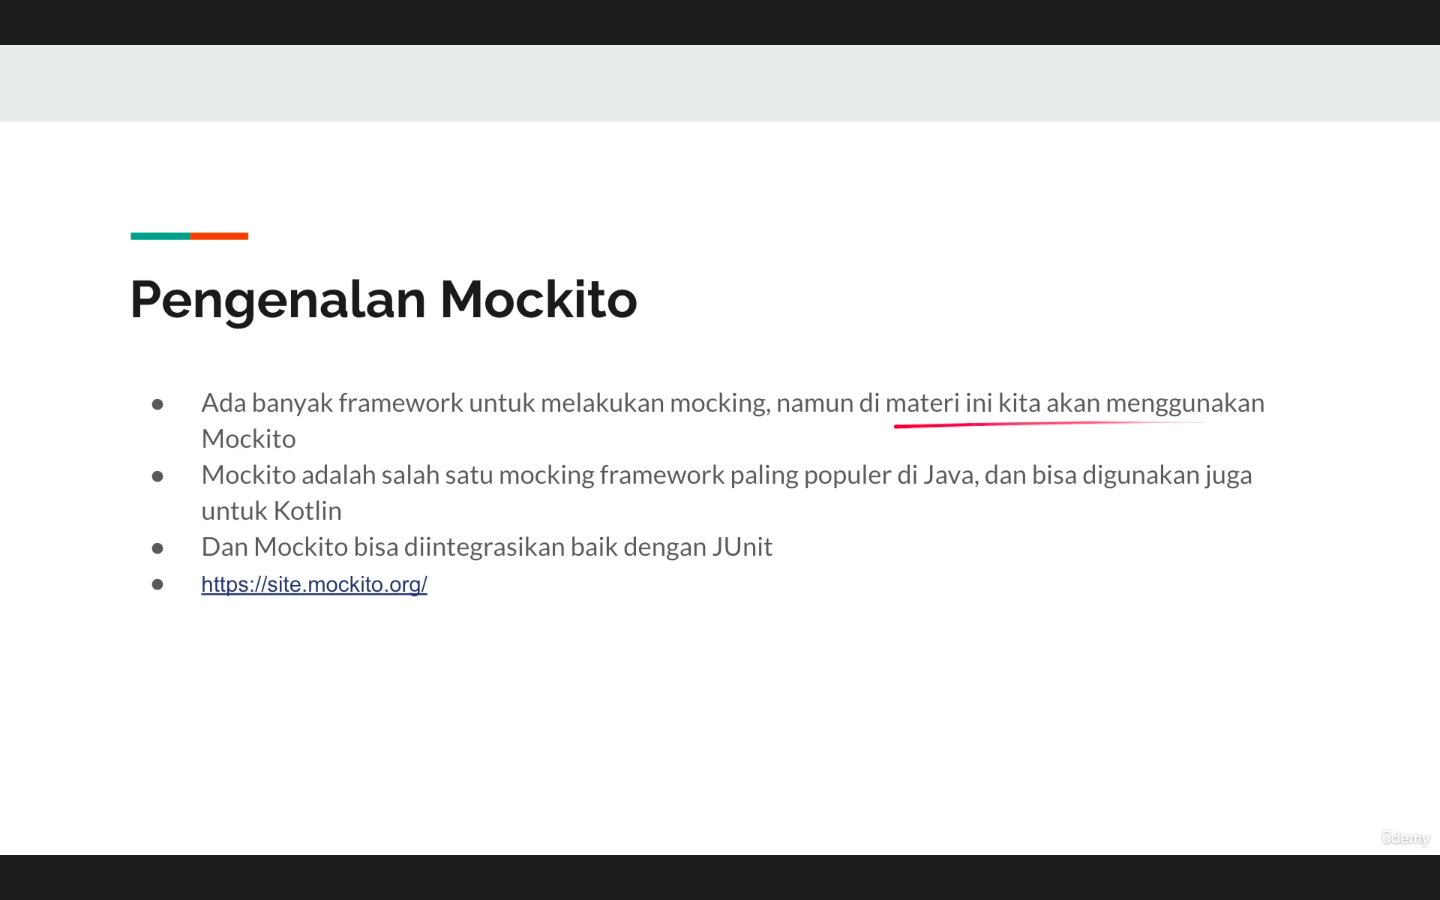 Pengenalan Mockito
● Ada banyak framework untuk melakukan mocking, namun di materi ini kita akan menggunakan
Mockito
● Mockito adalah salah satu mocking framework paling populer di Java, dan bisa digunakan juga
untuk Kotlin
● Dan Mockito bisa diintegrasikan baik dengan JUnit
● https://site.mockito.org/
ûdemy